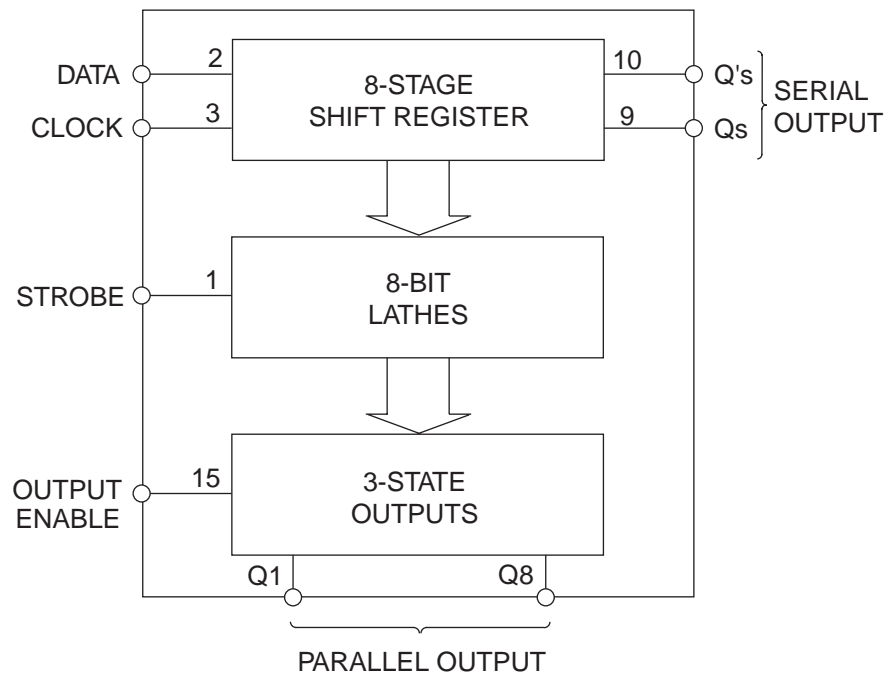 DATA
2
8-STAGE
SHIFT REGISTER
10
Q's
SERIAL
OUTPUT
CLOCK
3
9
Qs
STROBE
1
8-BIT
LATHES
OUTPUT
ENABLE
15
3-STATE
OUTPUTS
Q1
Q8
PARALLEL OUTPUT